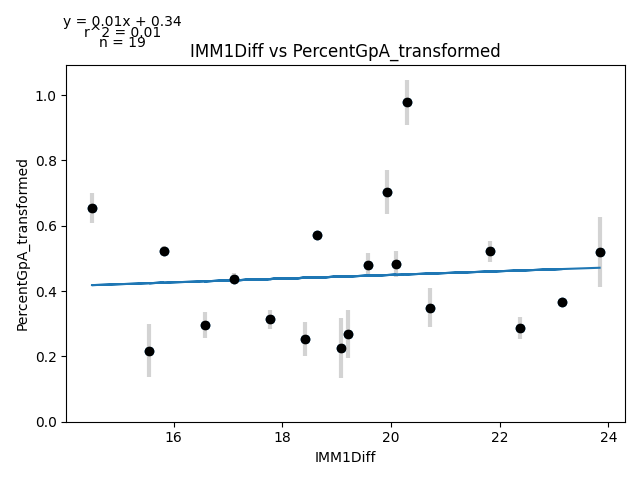 y = 0.01x + 0.34
r^2 = 0.01
n = 19
IMM1Diff vs PercentGpA_transformed
1.0
0.8
0.6
0.4
0.2
0.0
PercentGpA_transformed
16 18 20 22 24
IMM1Diff